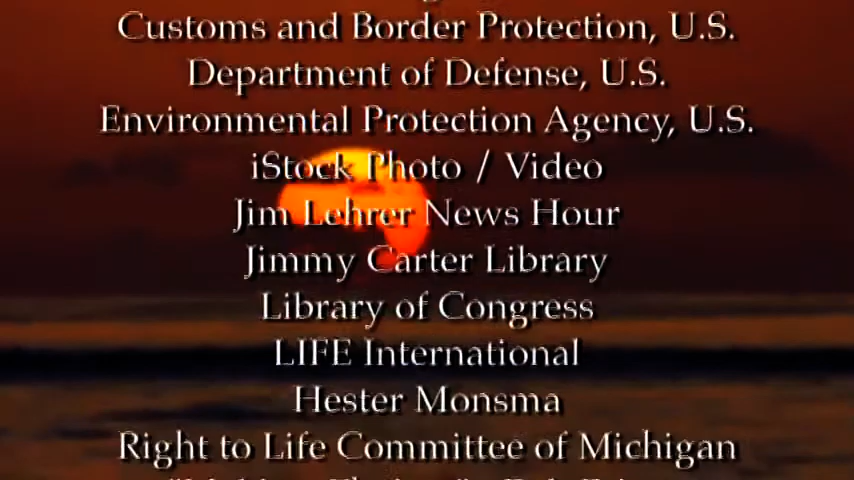 Customs and Border Protection, U.S.
Department of Defense, U.S.
Environmental Protection Agency, U.S.
iStock Photo / Video
Jim Lehrer News Hour
Jimmy Carter Library
Library of Congress
LIFE International
Hester Monsma
Right to Life Committee of Michigan